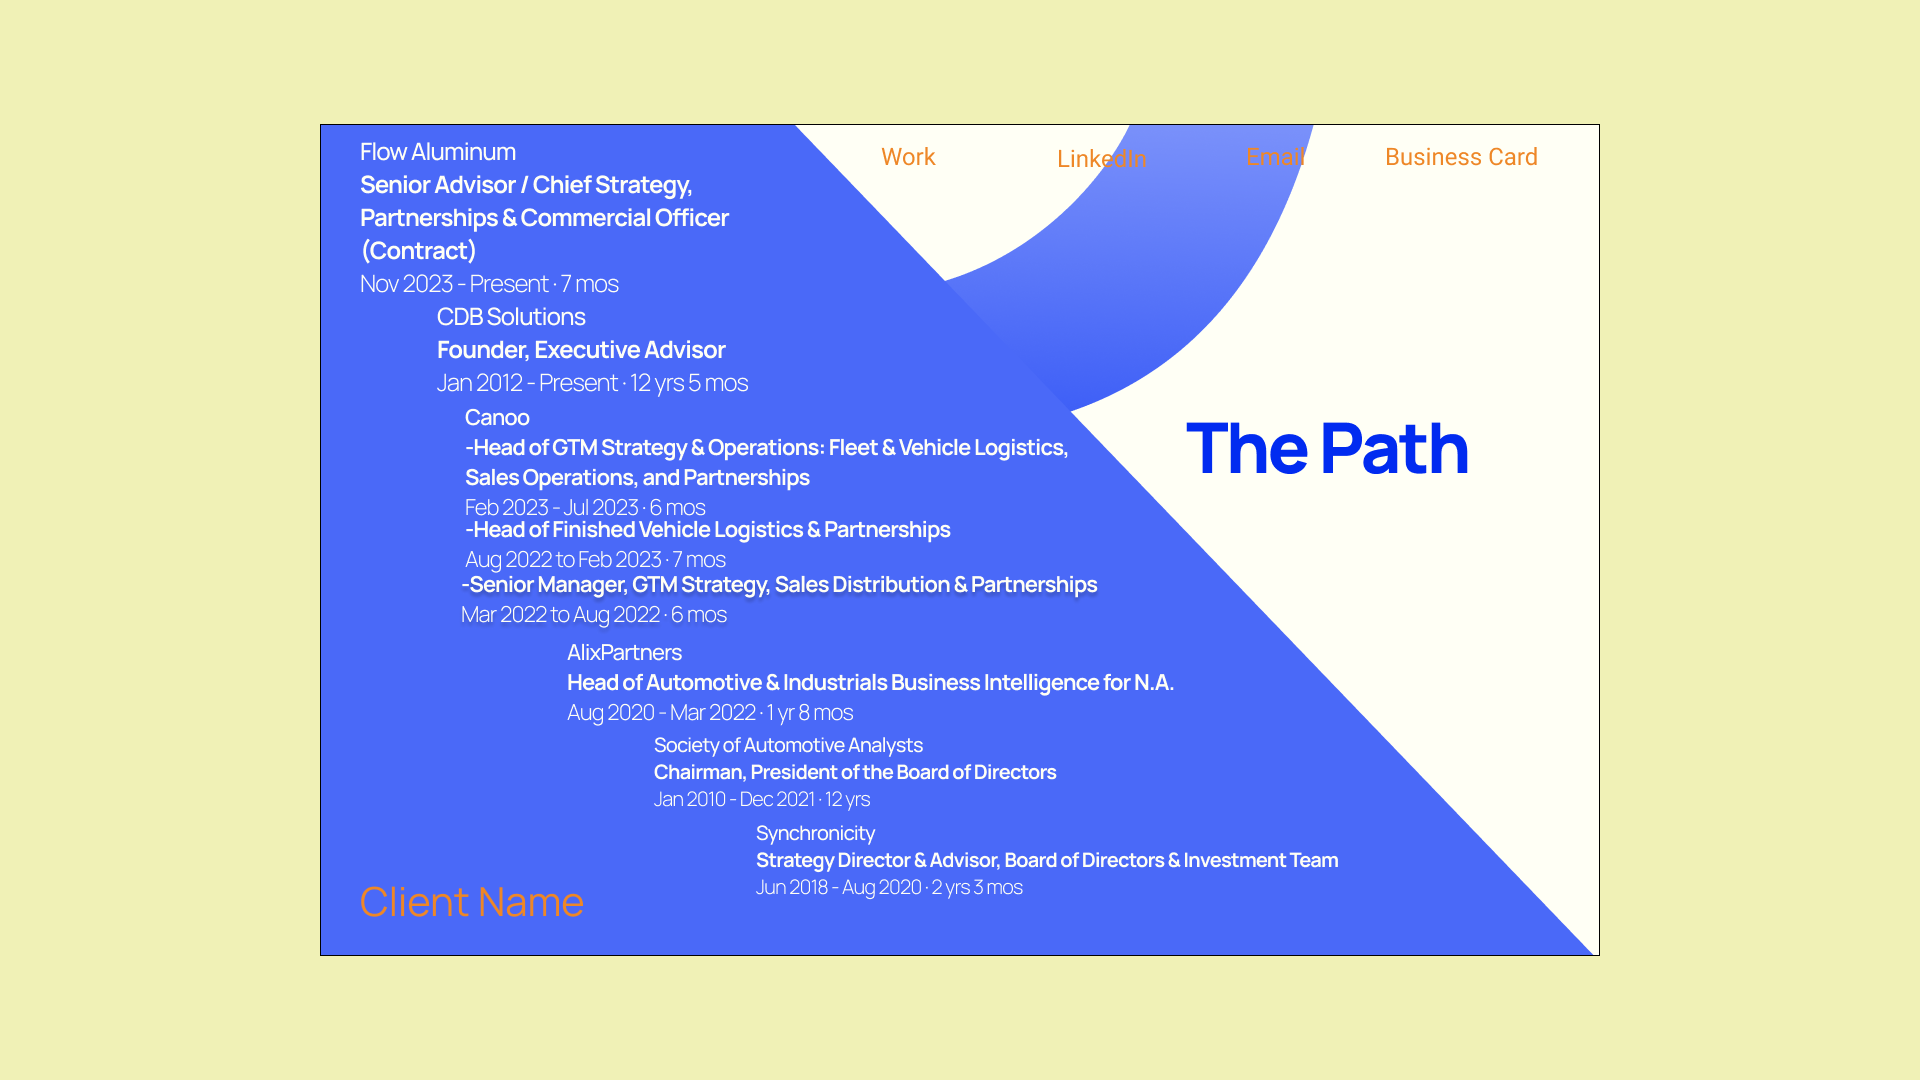 Work
LinkedIn
Email
Business Card
Flow Aluminum
Senior Advisor / Chief Strategy,
Partnerships & Commercial Officer
(Contract)
Nov 2023 - Present · 7 mos
CDB Solutions
Founder, Executive Advisor
Jan 2012 - Present · 12 yrs 5 mos
Canoo
-Head of GTM Strategy & Operations: Fleet & Vehicle Logistics,
Sales Operations, and Partnerships
Feb 2023 - Jul 2023 · 6 mos
-Head of Finished Vehicle Logistics & Partnerships
Aug 2022 to Feb 2023 · 7 mos
-Senior Manager, GTM Strategy, Sales Distribution & Partnerships
Mar 2022 to Aug 2022 · 6 mos
AlixPartners
Head of Automotive & Industrials Business Intelligence for N.A.
Aug 2020 - Mar 2022 · 1 yr 8 mos
Society of Automotive Analysts
Chairman, President of the Board of Directors
Jan 2010 - Dec 2021 · 12 yrs
Synchronicity
Strategy Director & Advisor, Board of Directors & Investment Team
Jun 2018 - Aug 2020 · 2 yrs 3 mos
The Path
Client Name